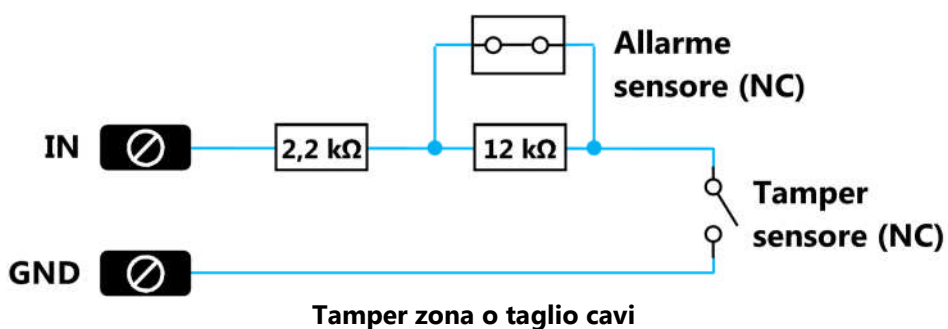 Allarme
sensore (NC)
IN
2,2 kΩ
12 kΩ
Tamper
sensore (NC)
GND
Tamper zona o taglio cavi